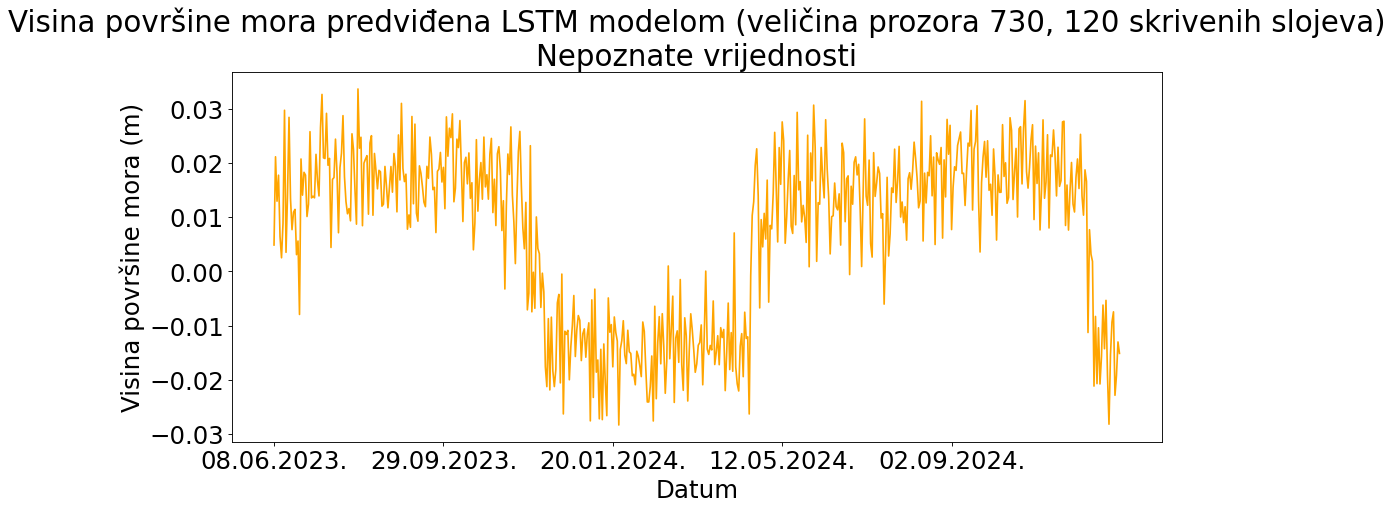 Visina površine mora predviđena LSTM modelom (veličina prozora 730, 120 skrivenih slojeva)
Nepoznate vrijednosti
Visina površine mora (m)
0.03
0.02
0.01
0.00
−0.01
−0.02
−0.03
08.06.2023. 29.09.2023. 20.01.2024. 12.05.2024. 02.09.2024.
Datum